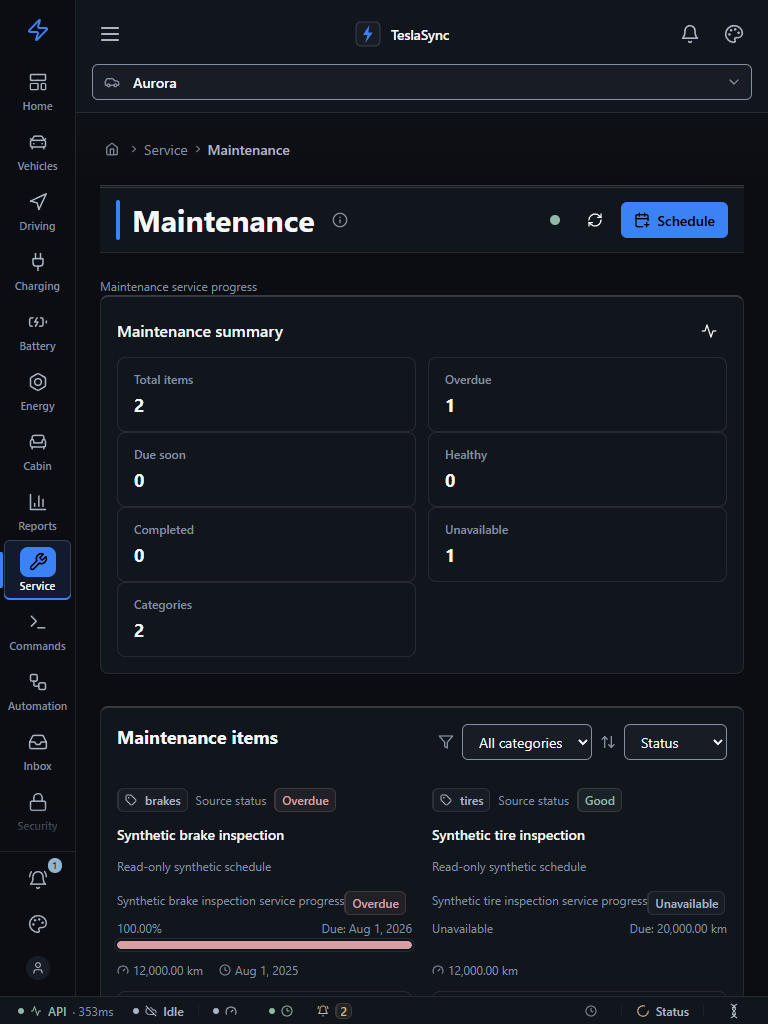 TeslaSync
Aurora
Home
Vehicles
Driving
Charging
Battery
Energy
Cabin
Reports
Service
Commands
Automation
Inbox
Security
1
Service > Maintenance
Maintenance
Schedule
Maintenance service progress
Maintenance summary
Total items
2
Overdue
1
Due soon
0
Healthy
0
Completed
0
Unavailable
1
Categories
2
Maintenance items
All categories
Status
brakes Source status Overdue
Synthetic brake inspection
Read-only synthetic schedule
Synthetic brake inspection service progress Overdue
100.00% Due: Aug 1, 2026
12,000.00 km Aug 1, 2025
tires Source status Good
Synthetic tire inspection
Read-only synthetic schedule
Synthetic tire inspection service progress Unavailable
Unavailable Due: 20,000.00 km
12,000.00 km
API · 353ms Idle 2 Status